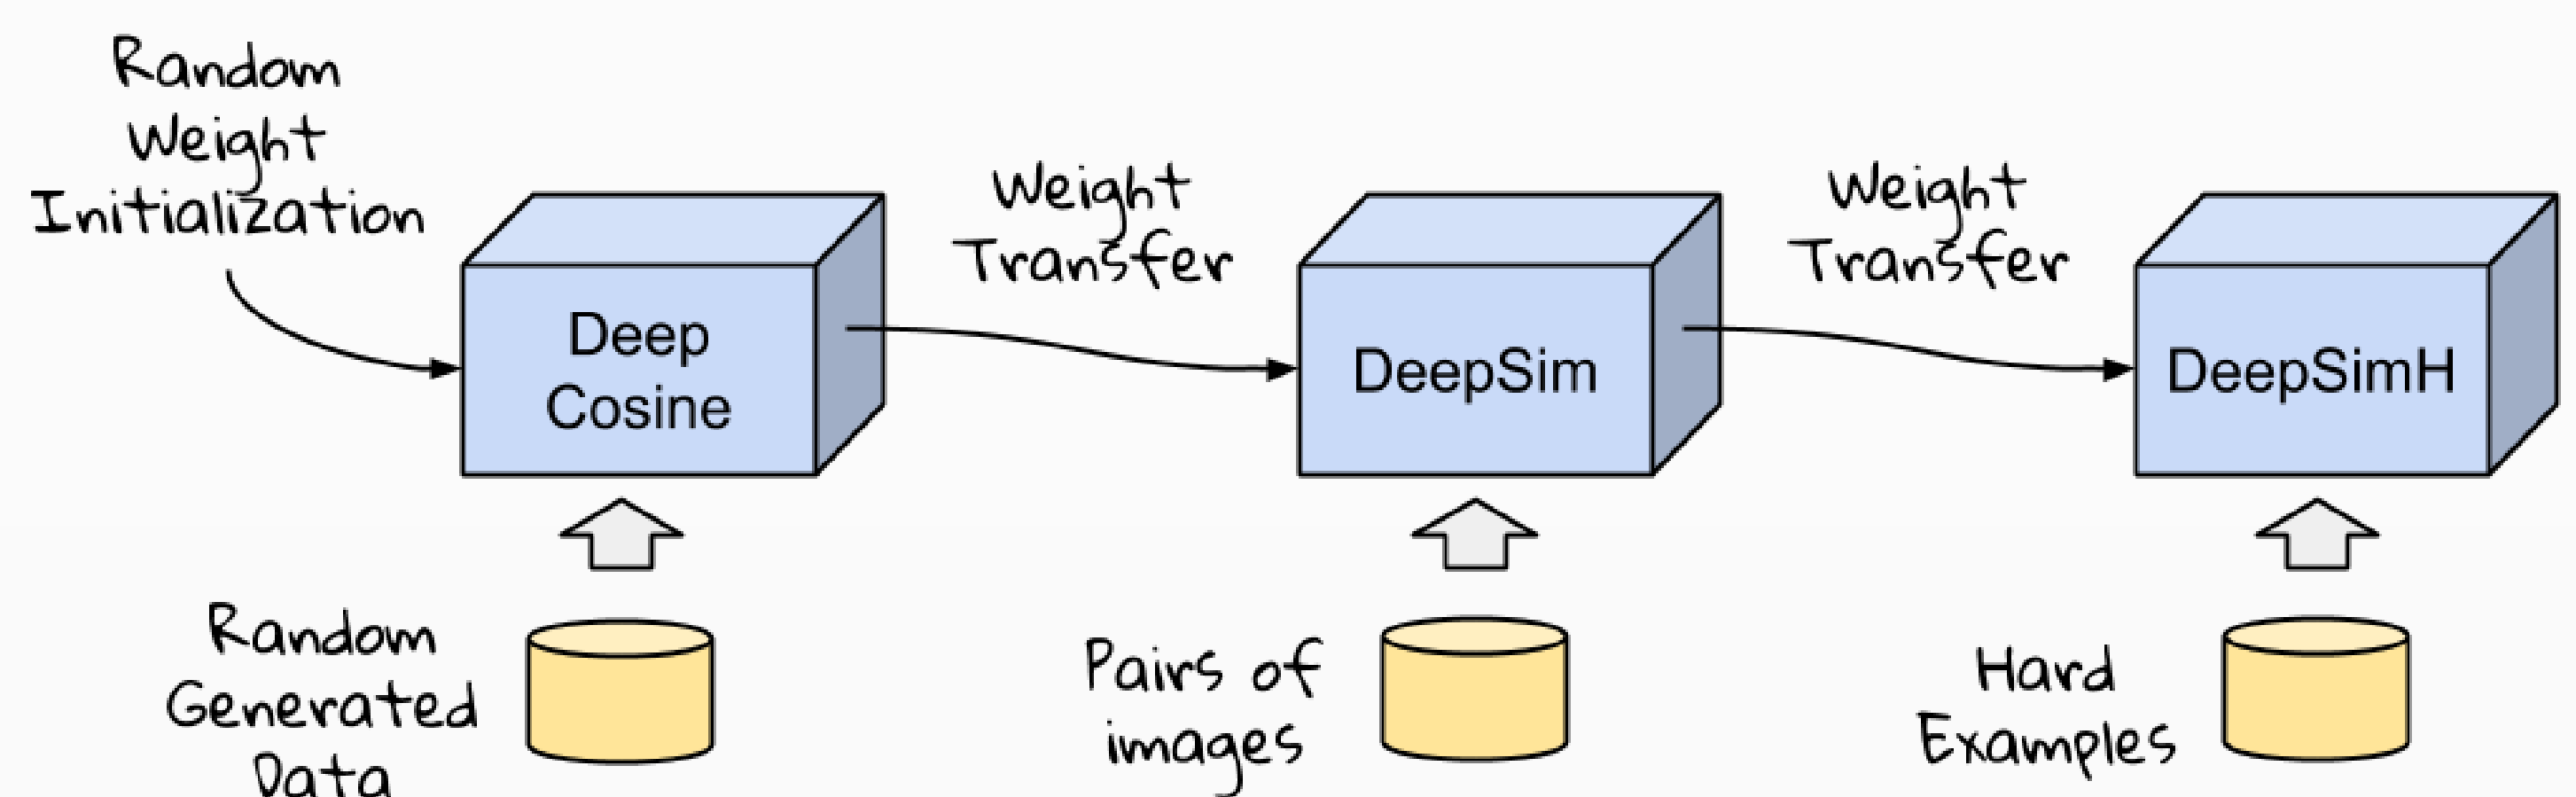 Random
Weight
Initialization
Deep
Cosine
Weight
Transfer
DeepSim
Weight
Transfer
DeepSimH
Random
Generated
Data
Pairs of
images
Hard
Examples